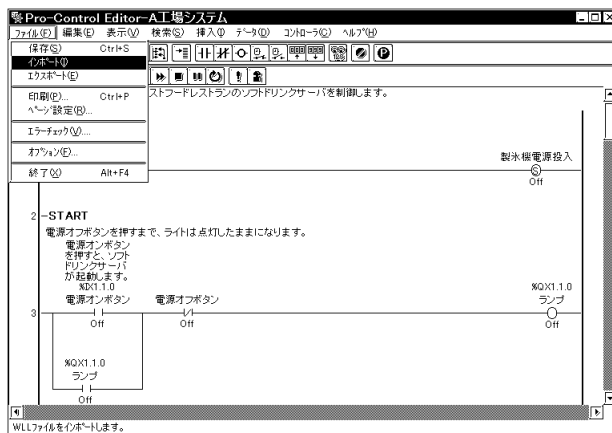 Pro-Control Editor-A工場システム
ファイル(F) 編集(E) 表示(V) 検索(S) 挿入(I) データ(D) コントローラ(C) ヘルプ(H)
保存(S) Ctrl+S
インポート(I)
エクスポート(E)
印刷(P)... Ctrl+P
ページ設定(R)...
エラーチェック(V)....
オプション(F)...
終了(X) Alt+F4
ストフードレストランのソフトドリンクサーバを制御します。
製氷機電源投入
S
Off
2 -START
電源オフボタンを押すまで、ライトは点灯したままになります。
電源オンボタン
を押すと、ソフト
ドリンクサーバ
が起動します。
%IX1.1.0
電源オンボタン 電源オフボタン
%QX1.1.0
ランプ
3
Off Off Off
%QX1.1.0
ランプ
Off
WLLファイルをインポートします。